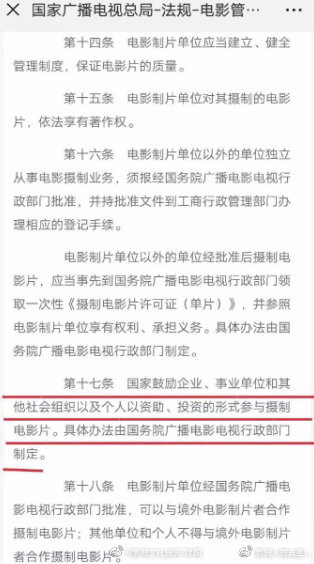 国家广播电视总局-法规-电影管···
第十四条　电影制片单位应当建立、健全
管理制度，保证电影片的质量。
第十五条　电影制片单位对其摄制的电影
片，依法享有著作权。
第十六条　电影制片单位以外的单位独立
从事电影摄制业务，须报经国务院广播电影电视行
政部门批准，并持批准文件到工商行政管理部门办
理相应的登记手续。
电影制片单位以外的单位经批准后摄制电
影片，应当事先到国务院广播电影电视行政部门领
取一次性《摄制电影片许可证（单片）》，并参照
电影制片单位享有权利、承担义务。具体办法由国
务院广播电影电视行政部门制定。
第十七条　国家鼓励企业、事业单位和其
他社会组织以及个人以资助、投资的形式参与摄制
电影片。具体办法由国务院广播电影电视行政部门
制定。
第十八条　电影制片单位经国务院广播电
影电视行政部门批准，可以与境外电影制片者合作
摄制电影片；其他单位和个人不得与境外电影制片
者合作摄制电影片。